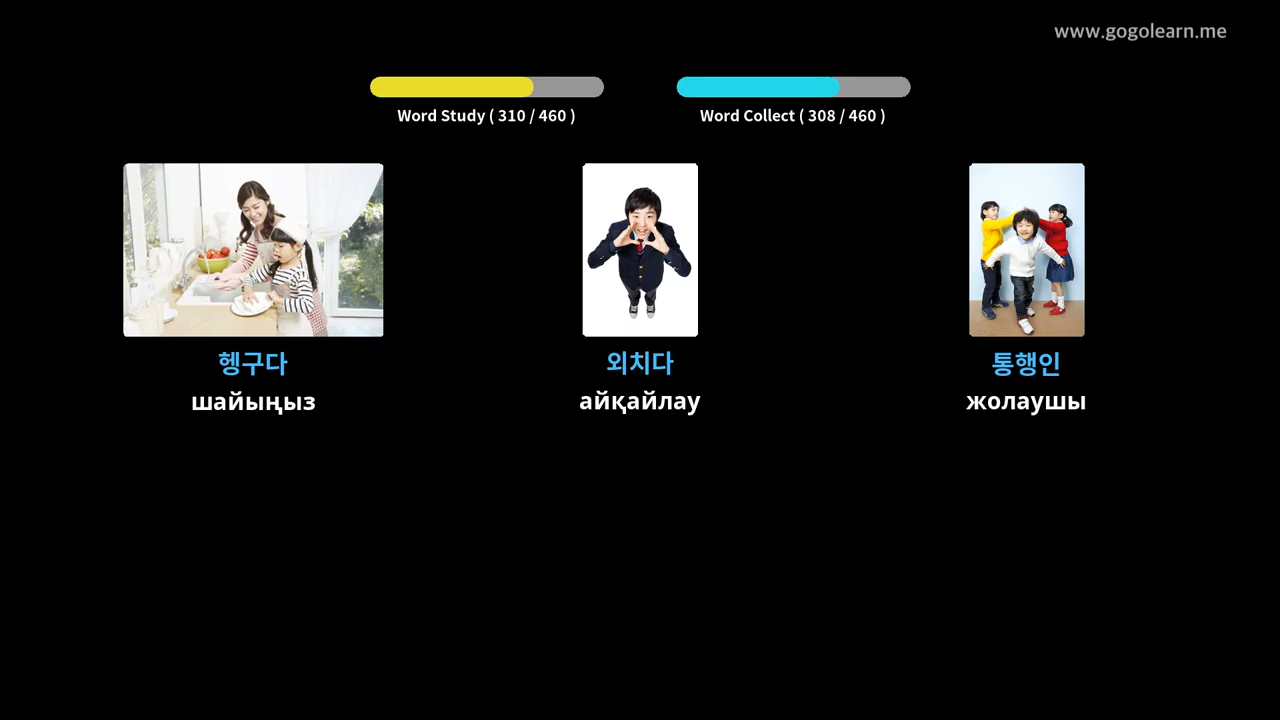 www.gogolearn.me
Word Study ( 310 / 460 )
Word Collect ( 308 / 460 )
헹구다
외치다
통행인
шайыңыз
айқайлау
жолаушы